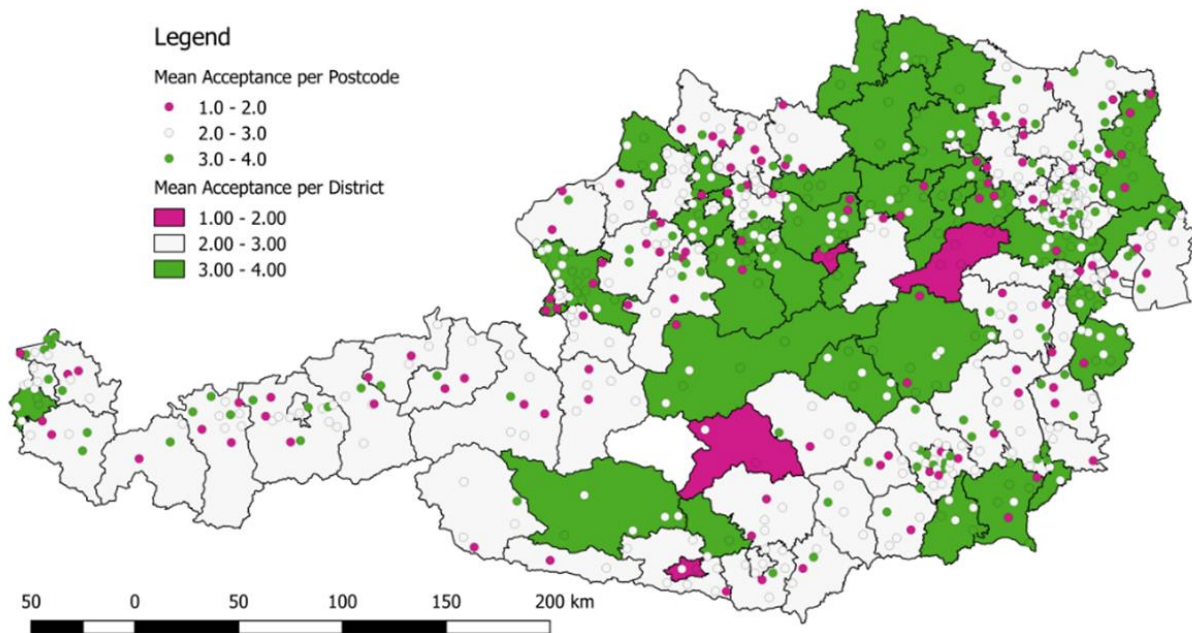 Legend
Mean Acceptance per Postcode
1.0 - 2.0
2.0 - 3.0
3.0 - 4.0
Mean Acceptance per District
1.00 - 2.00
2.00 - 3.00
3.00 - 4.00
50 0 50 100 150 200 km